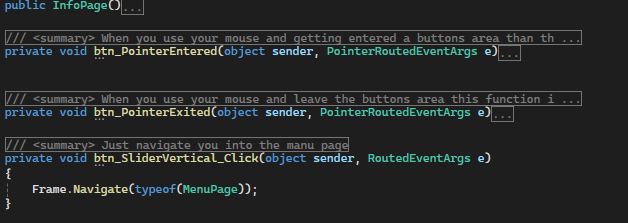 public InfoPage()...
/// <summary> When you use your mouse and getting entered a buttons area than th ...
private void btn_PointerEntered(object sender, PointerRoutedEventArgs e)...
/// <summary> When you use your mouse and leave the buttons area this function i ...
private void btn_PointerExited(object sender, PointerRoutedEventArgs e)...
/// <summary> Just navigate you into the manu page
private void btn_SliderVertical_Click(object sender, RoutedEventArgs e)
{
Frame.Navigate(typeof(MenuPage));
}